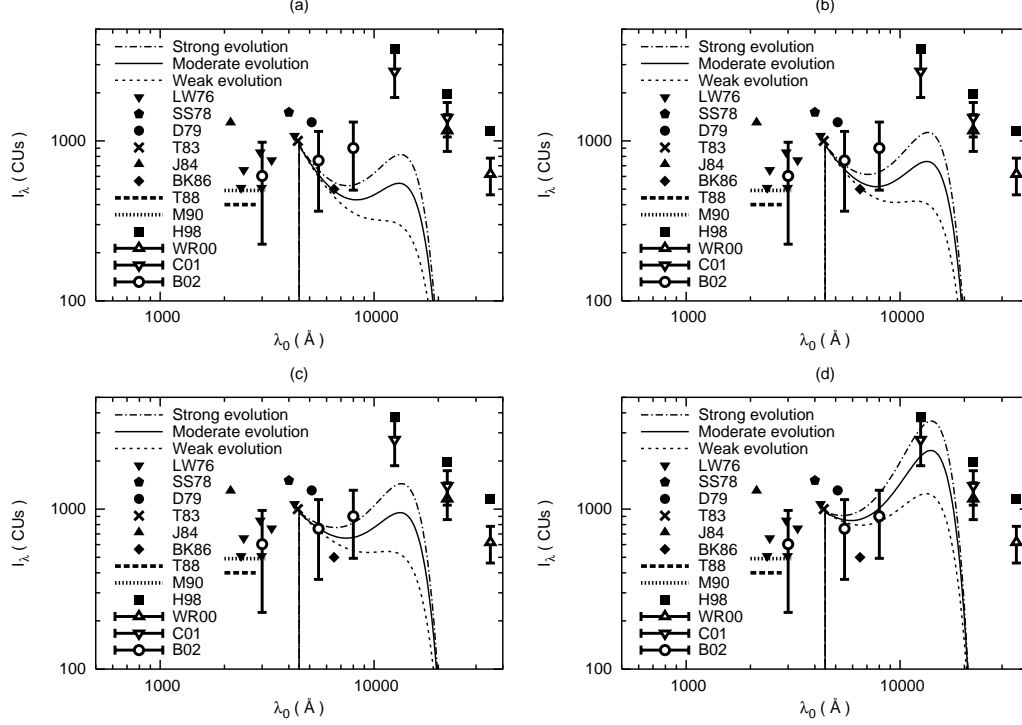 (a)
I_λ ( CUs )
1000
100
Strong evolution
Moderate evolution
Weak evolution
LW76
SS78
D79
T83
J84
BK86
T88
M90
H98
WR00
C01
B02
1000 10000
λ_0 ( Å )
(b)
I_λ ( CUs )
1000
100
Strong evolution
Moderate evolution
Weak evolution
LW76
SS78
D79
T83
J84
BK86
T88
M90
H98
WR00
C01
B02
1000 10000
λ_0 ( Å )
(c)
I_λ ( CUs )
1000
100
Strong evolution
Moderate evolution
Weak evolution
LW76
SS78
D79
T83
J84
BK86
T88
M90
H98
WR00
C01
B02
1000 10000
λ_0 ( Å )
(d)
I_λ ( CUs )
1000
100
Strong evolution
Moderate evolution
Weak evolution
LW76
SS78
D79
T83
J84
BK86
T88
M90
H98
WR00
C01
B02
1000 10000
λ_0 ( Å )